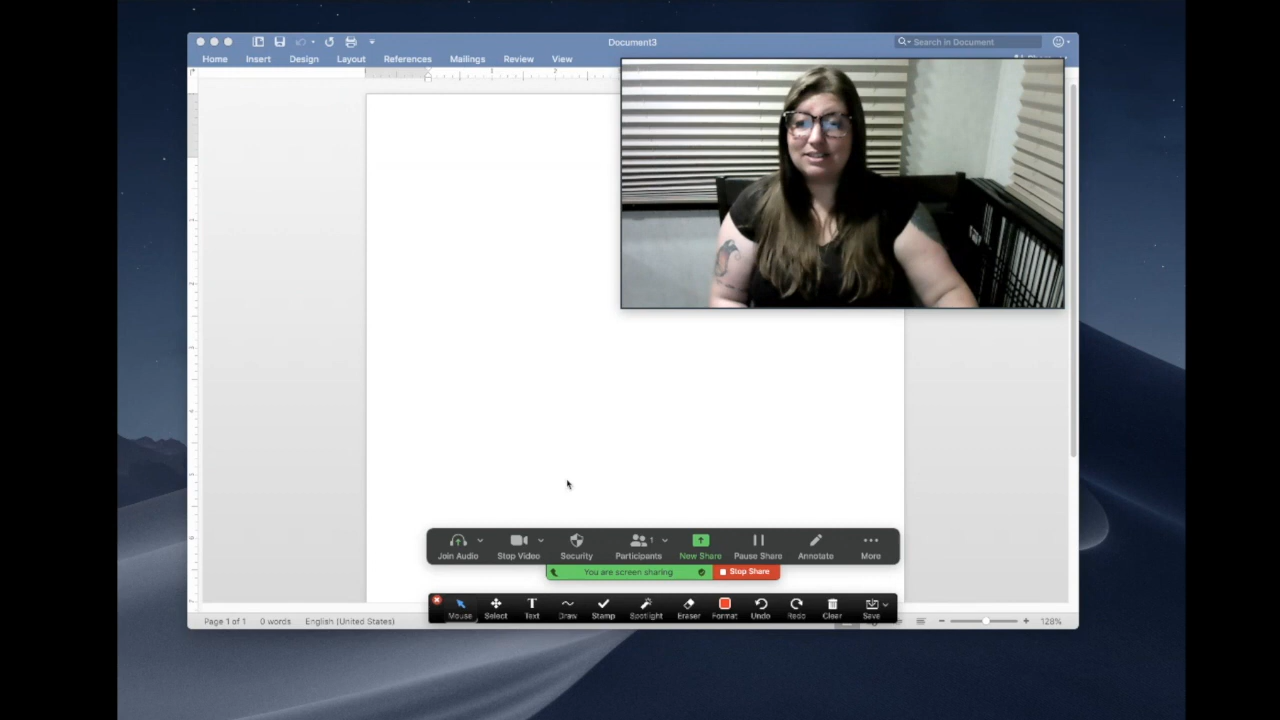 Document3
Search in Document
Home Insert Design Layout References Mailings Review View
Join Audio Stop Video Security Participants 1 New Share Pause Share Annotate More
You are screen sharing Stop Share
Mouse Select Text Draw Stamp Spotlight Eraser Format Undo Redo Clear Save
Page 1 of 1 0 words English (United States) 128%